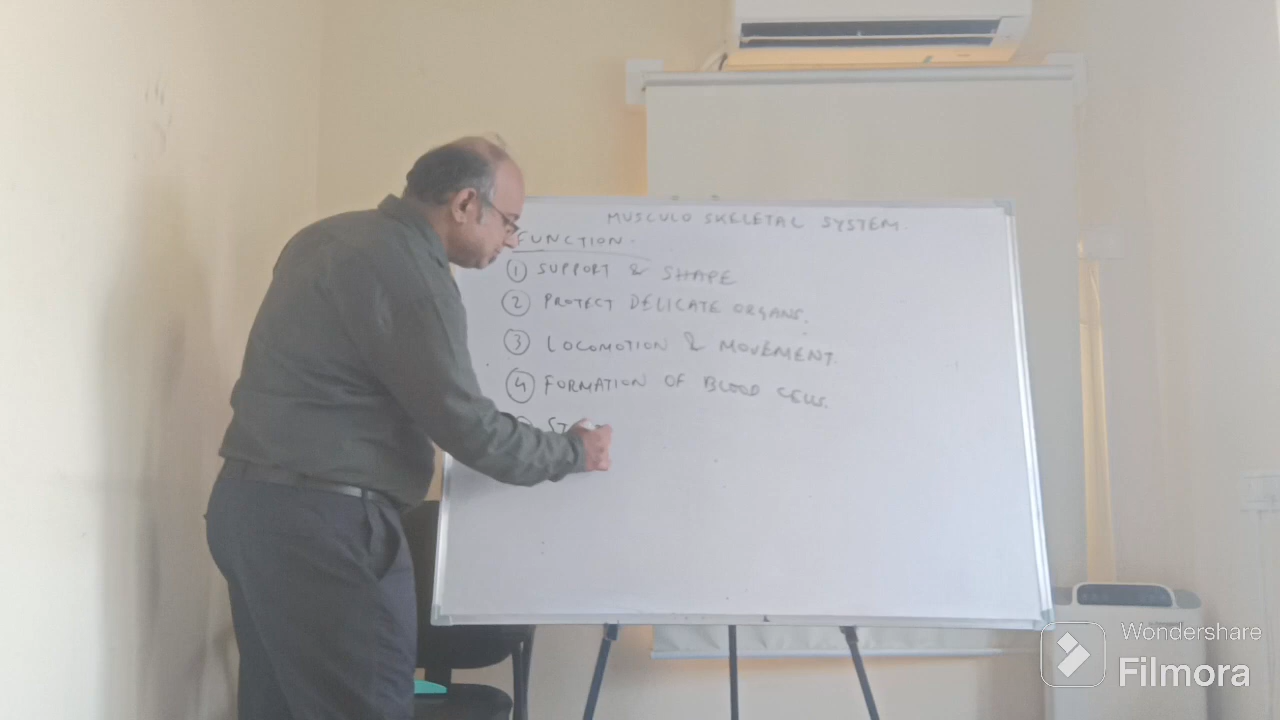 MUSCULO SKELETAL SYSTEM.
FUNCTION -
① SUPPORT & SHAPE
② PROTECT DELICATE ORGANS.
③ LOCOMOTION & MOVEMENT.
④ FORMATION OF BLOOD CELLS.
ST
Wondershare
Filmora